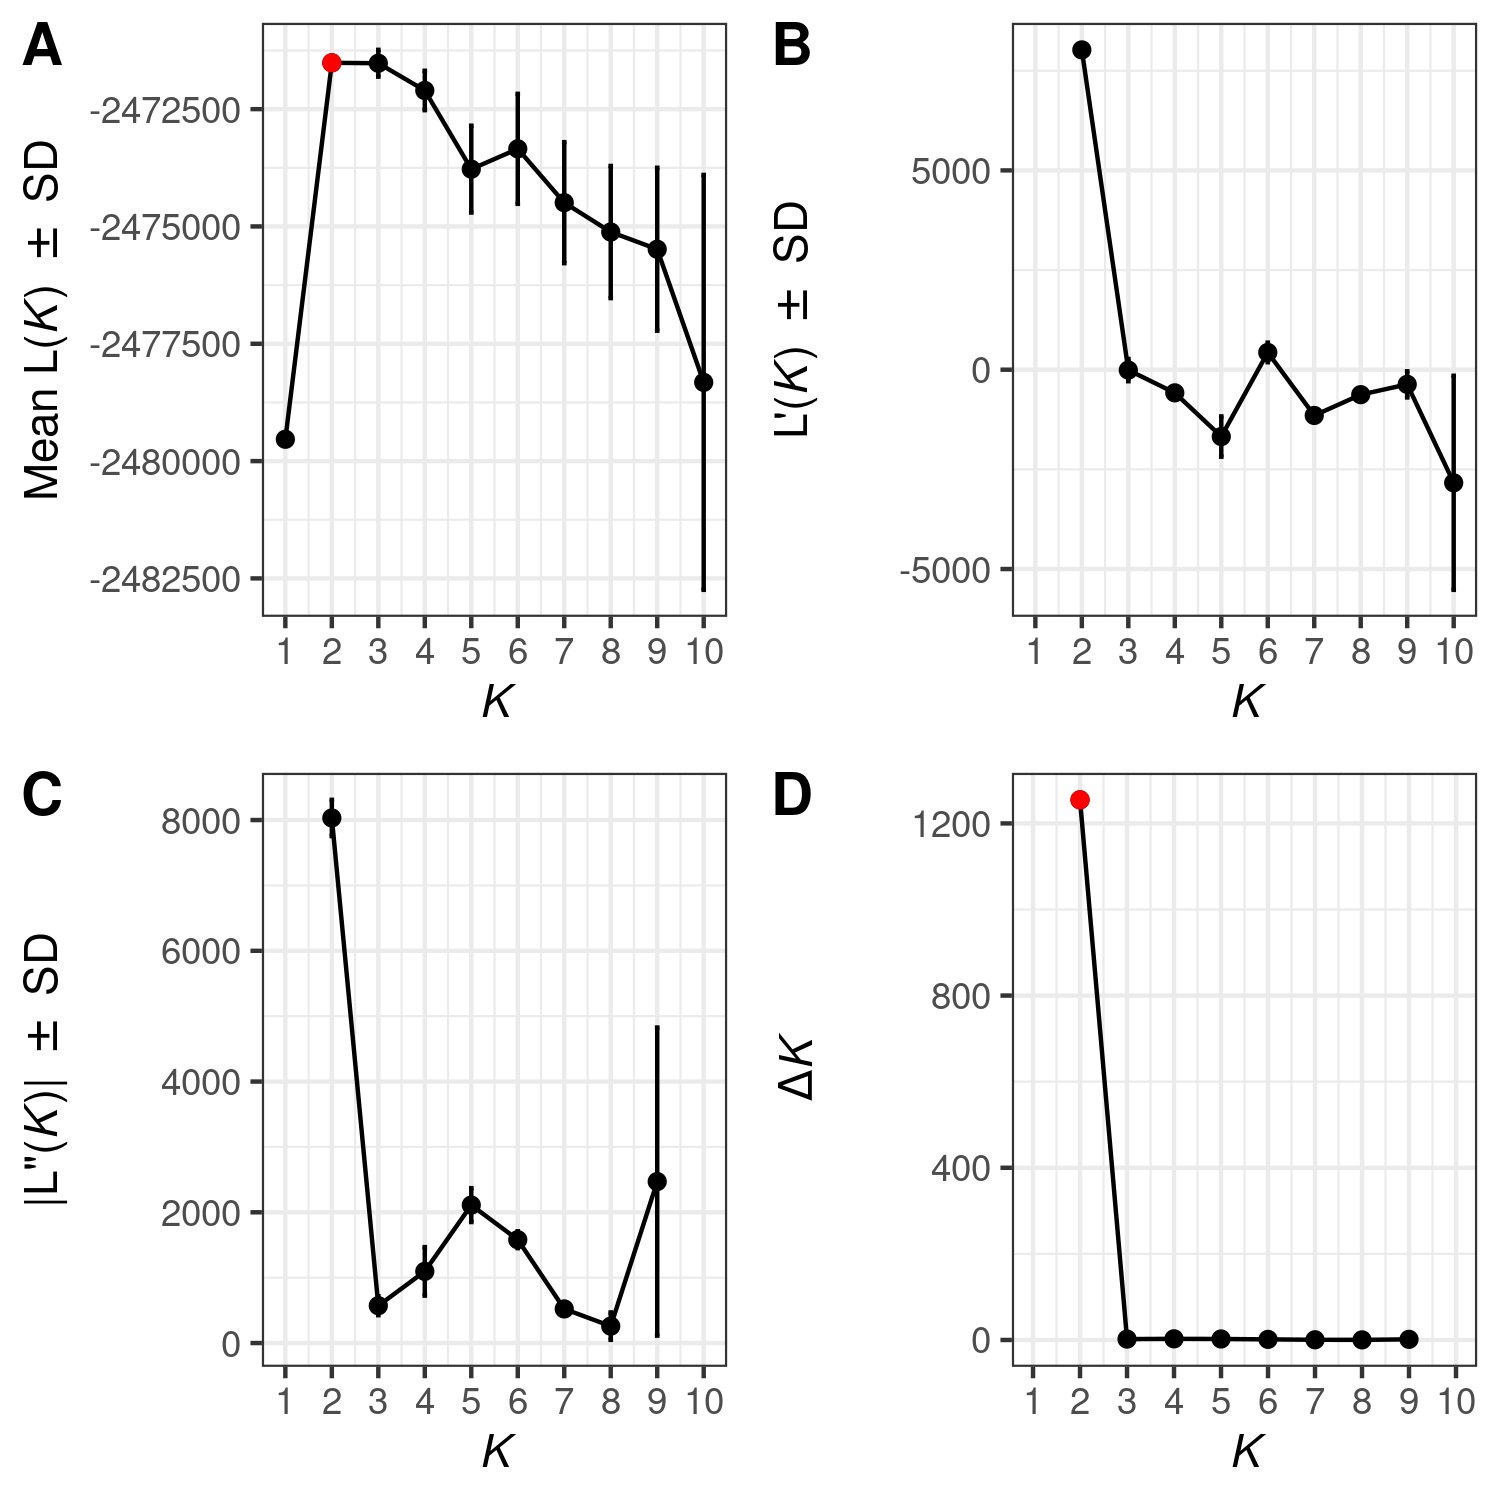 A
Mean L(K) ± SD
-2472500
-2475000
-2477500
-2480000
-2482500
1 2 3 4 5 6 7 8 9 10
K
B
L'(K) ± SD
5000
0
-5000
1 2 3 4 5 6 7 8 9 10
K
C
|L"(K)| ± SD
8000
6000
4000
2000
0
1 2 3 4 5 6 7 8 9 10
K
D
ΔK
1200
800
400
0
1 2 3 4 5 6 7 8 9 10
K